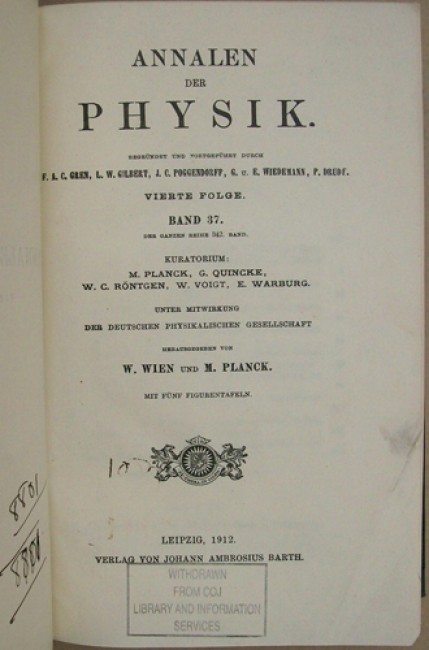 ANNALEN
DER
PHYSIK.
BEGRÜNDET UND FORTGEFÜHRT DURCH
F. A. C. GREN, L. W. GILBERT, J. C. POGGENDORFF, G. U. E. WIEDEMANN, P. DRUDE.
VIERTE FOLGE.
BAND 37.
DER GANZEN REIHE 342. BAND.
KURATORIUM:
M. PLANCK, G. QUINCKE,
W. C. RÖNTGEN, W. VOIGT, E. WARBURG.
UNTER MITWIRKUNG
DER DEUTSCHEN PHYSIKALISCHEN GESELLSCHAFT
HERAUSGEGEBEN VON
W. WIEN UND M. PLANCK.
MIT FÜNF FIGURENTAFELN.
8801
LEIPZIG, 1912.
VERLAG VON JOHANN AMBROSIUS BARTH.
WITHDRAWN
FROM COJ
LIBRARY AND INFORMATION
SERVICES